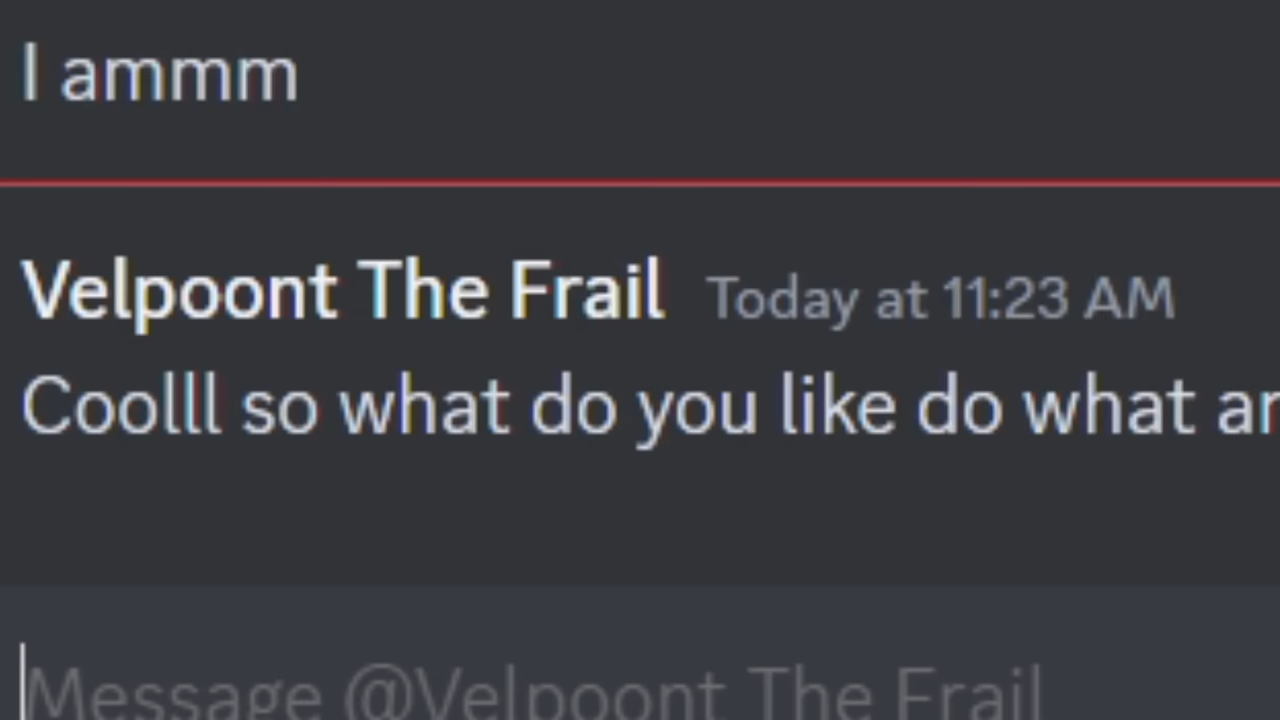 I ammm
Velpoont The Frail Today at 11:23 AM
Coolll so what do you like do what
Message @Velpoont The Frail